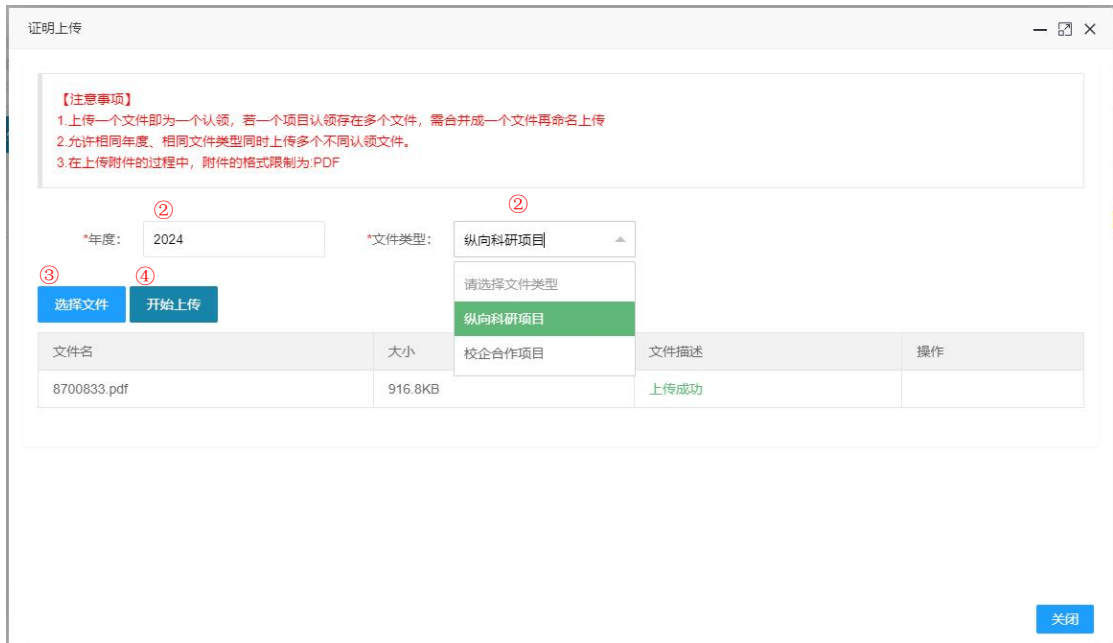 证明上传
【注意事项】
1.上传一个文件即为一个认领，若一个项目认领存在多个文件，需合并成一个文件再命名上传
2.允许相同年度、相同文件类型同时上传多个不同认领文件。
3.在上传附件的过程中，附件的格式限制为:PDF
② ②
*年度： 2024 *文件类型： 纵向科研项目
③ ④ 请选择文件类型
选择文件 开始上传 纵向科研项目
文件名 大小 校企合作项目 文件描述 操作
8700833.pdf 916.8KB 上传成功
关闭